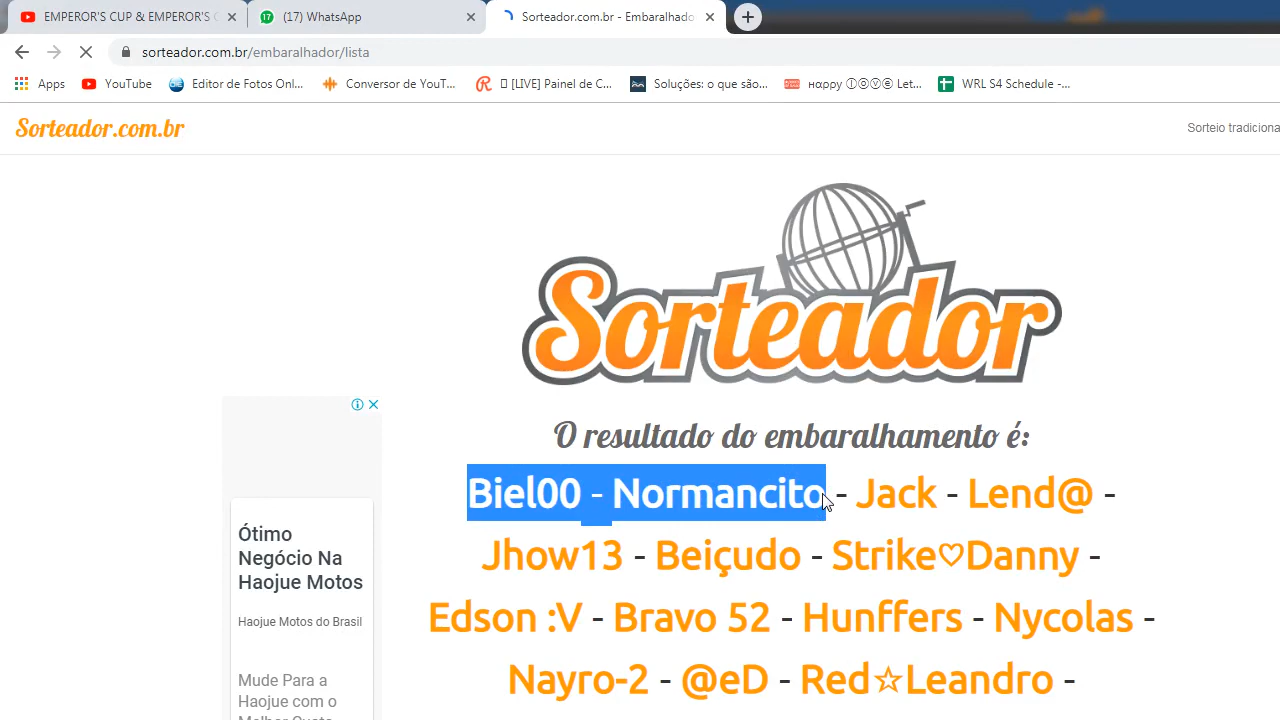 EMPEROR'S CUP & EMPEROR'S C
(17) WhatsApp
Sorteador.com.br - Embaralhado
sorteador.com.br/embaralhador/lista
Apps
YouTube
Editor de Fotos Onl...
Conversor de YouT...
[LIVE] Painel de C...
Soluções: o que são...
нαρργ ⓛⓞⓥⓔ Let...
WRL S4 Schedule -...
Sorteador.com.br
Sorteio tradiciona
Sorteador
O resultado do embaralhamento é:
Biel00 - Normancito - Jack - Lend@ -
Jhow13 - Beiçudo - Strike♡Danny -
Edson :V - Bravo 52 - Hunffers - Nycolas -
Nayro-2 - @eD - Red☆Leandro -
Ótimo
Negócio Na
Haojue Motos
Haojue Motos do Brasil
Mude Para a
Haojue com o